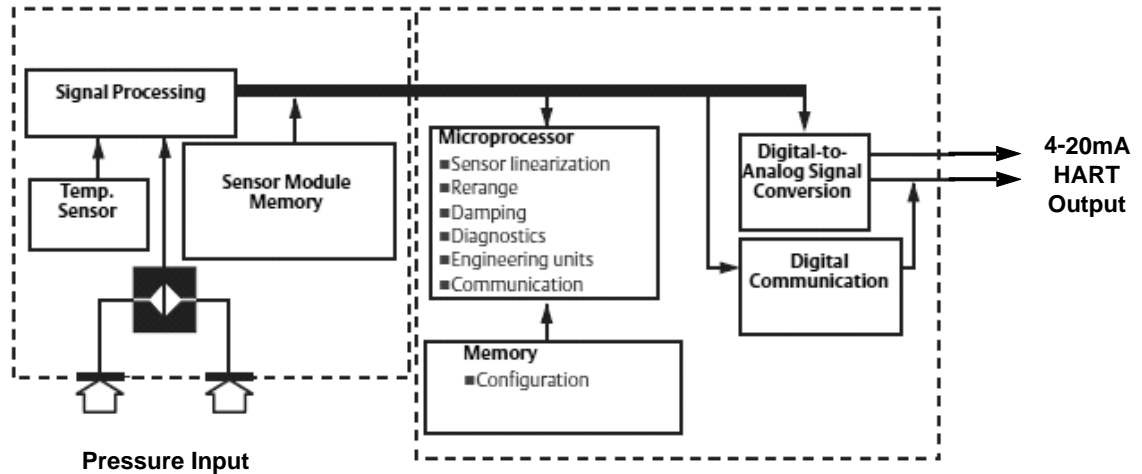 Signal Processing
Temp.
Sensor
Sensor Module
Memory
Pressure Input
Microprocessor
■Sensor linearization
■Rerange
■Damping
■Diagnostics
■Engineering units
■Communication
Memory
■Configuration
Digital-to-
Analog Signal
Conversion
Digital
Communication
4-20mA
HART
Output